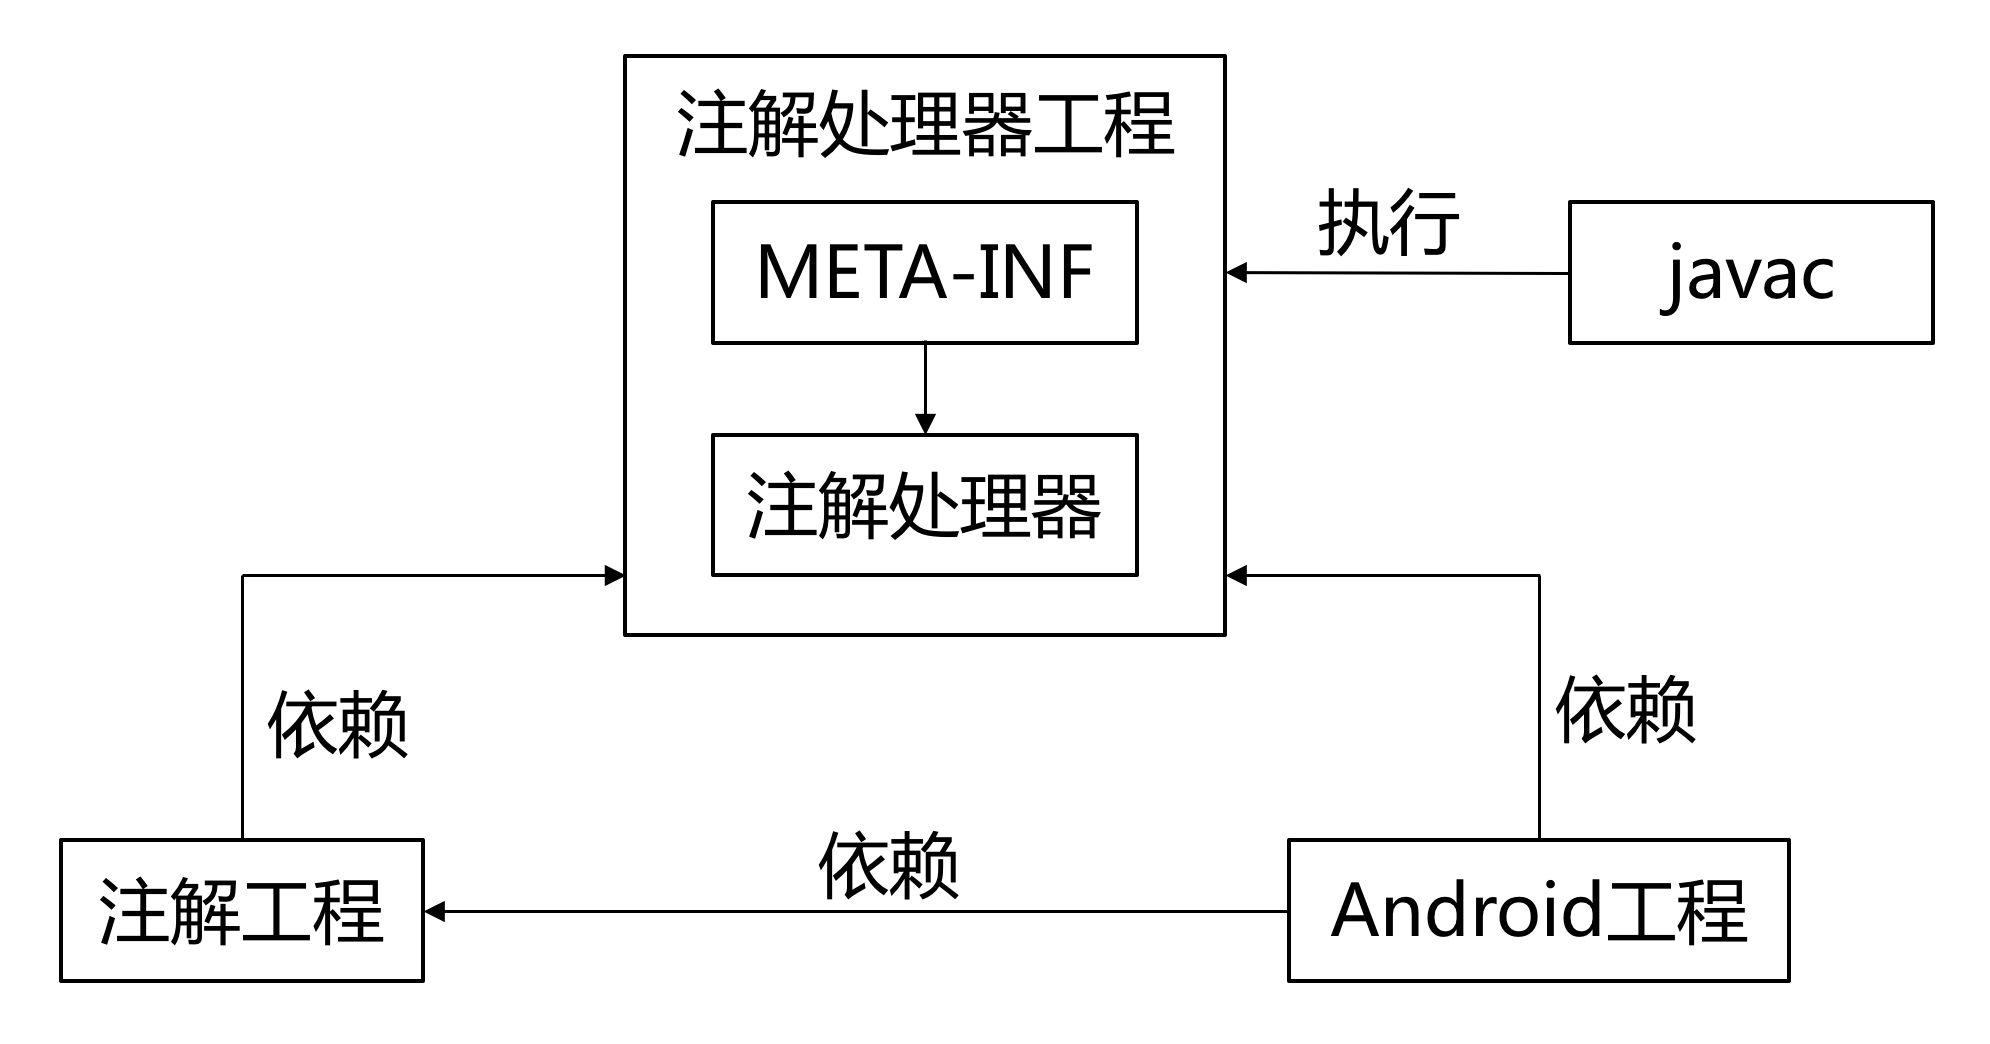 注解处理器工程
META-INF
执行
javac
注解处理器
依赖
依赖
依赖
注解工程
Android工程